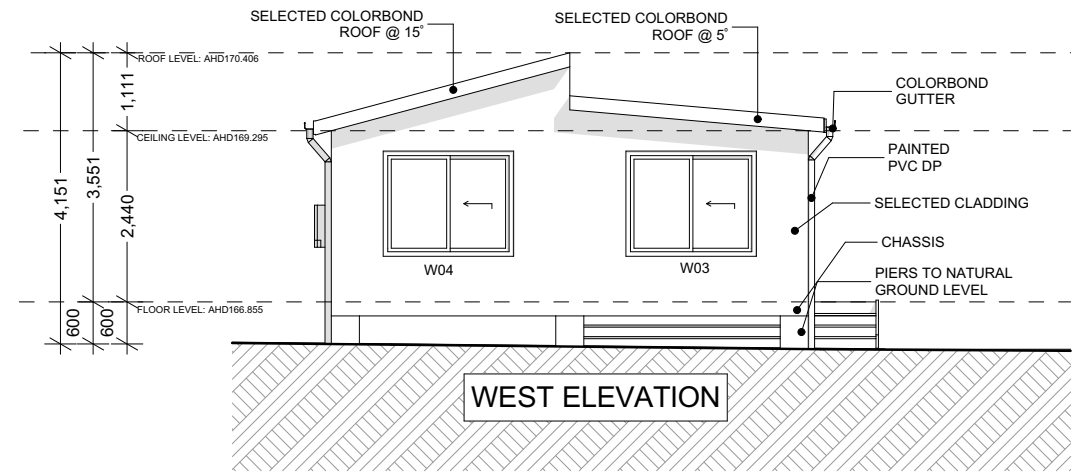 SELECTED COLORBOND
ROOF @ 15°
SELECTED COLORBOND
ROOF @ 5°
ROOF LEVEL: AHD170.406
COLORBOND
GUTTER
1,111
CEILING LEVEL: AHD169.295
PAINTED
PVC DP
4,151
3,551
2,440
SELECTED CLADDING
CHASSIS
W04
W03
PIERS TO NATURAL
GROUND LEVEL
FLOOR LEVEL: AHD166.855
600
600
WEST ELEVATION